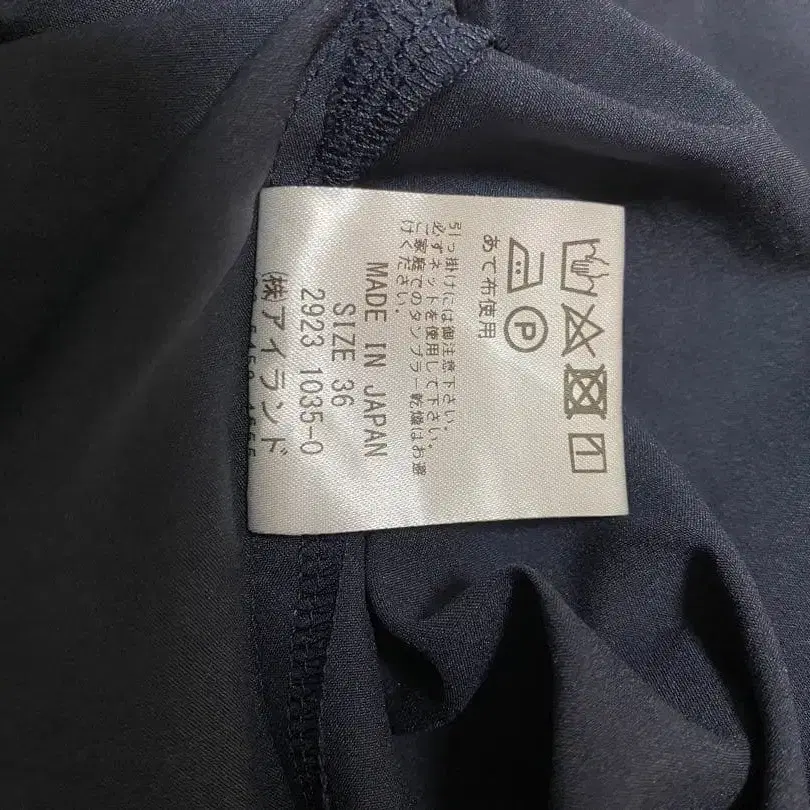 P
あて布使用
引っ掛けには御注意下さい。
必ずネットを使用して下さい。
ご家庭でのタンブラー乾燥はお避
けください。
MADE IN JAPAN
SIZE 36
2923 1035-0
㈱アイランド